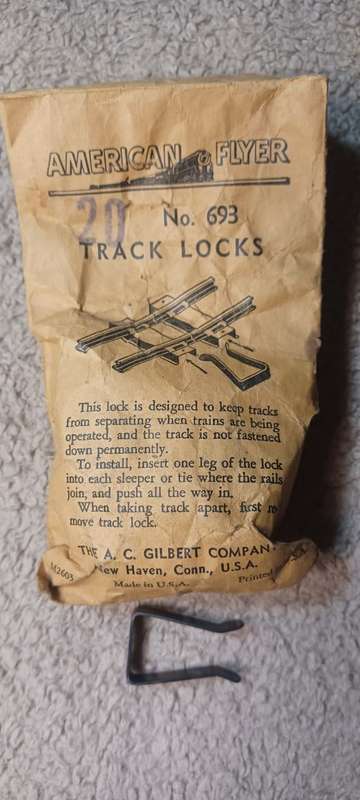 AMERICAN FLYER
20 No. 693
TRACK LOCKS
This lock is designed to keep tracks
from separating when trains are being
operated, and the track is not fastened
down permanently.
To install, insert one leg of the lock
into each sleeper or tie where the rails
join, and push all the way in.
When taking track apart, first re-
move track lock.
THE A. C. GILBERT COMPAN
New Haven, Conn., U.S.A.
M2603 Made in U.S.A. Printed